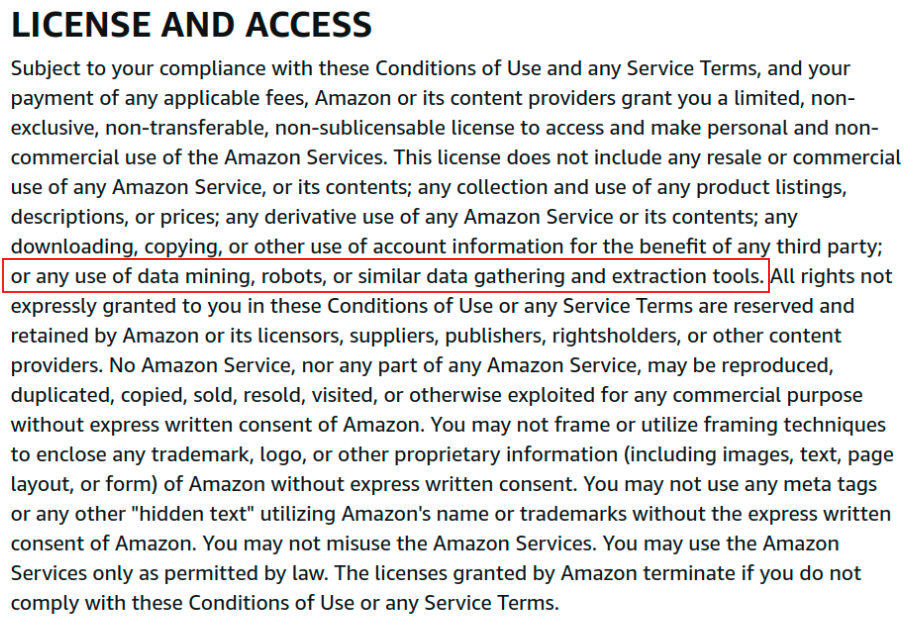 LICENSE AND ACCESS
Subject to your compliance with these Conditions of Use and any Service Terms, and your
payment of any applicable fees, Amazon or its content providers grant you a limited, non-
exclusive, non-transferable, non-sublicensable license to access and make personal and non-
commercial use of the Amazon Services. This license does not include any resale or commercial
use of any Amazon Service, or its contents; any collection and use of any product listings,
descriptions, or prices; any derivative use of any Amazon Service or its contents; any
downloading, copying, or other use of account information for the benefit of any third party;
or any use of data mining, robots, or similar data gathering and extraction tools. All rights not
expressly granted to you in these Conditions of Use or any Service Terms are reserved and
retained by Amazon or its licensors, suppliers, publishers, rightsholders, or other content
providers. No Amazon Service, nor any part of any Amazon Service, may be reproduced,
duplicated, copied, sold, resold, visited, or otherwise exploited for any commercial purpose
without express written consent of Amazon. You may not frame or utilize framing techniques
to enclose any trademark, logo, or other proprietary information (including images, text, page
layout, or form) of Amazon without express written consent. You may not use any meta tags
or any other "hidden text" utilizing Amazon's name or trademarks without the express written
consent of Amazon. You may not misuse the Amazon Services. You may use the Amazon
Services only as permitted by law. The licenses granted by Amazon terminate if you do not
comply with these Conditions of Use or any Service Terms.